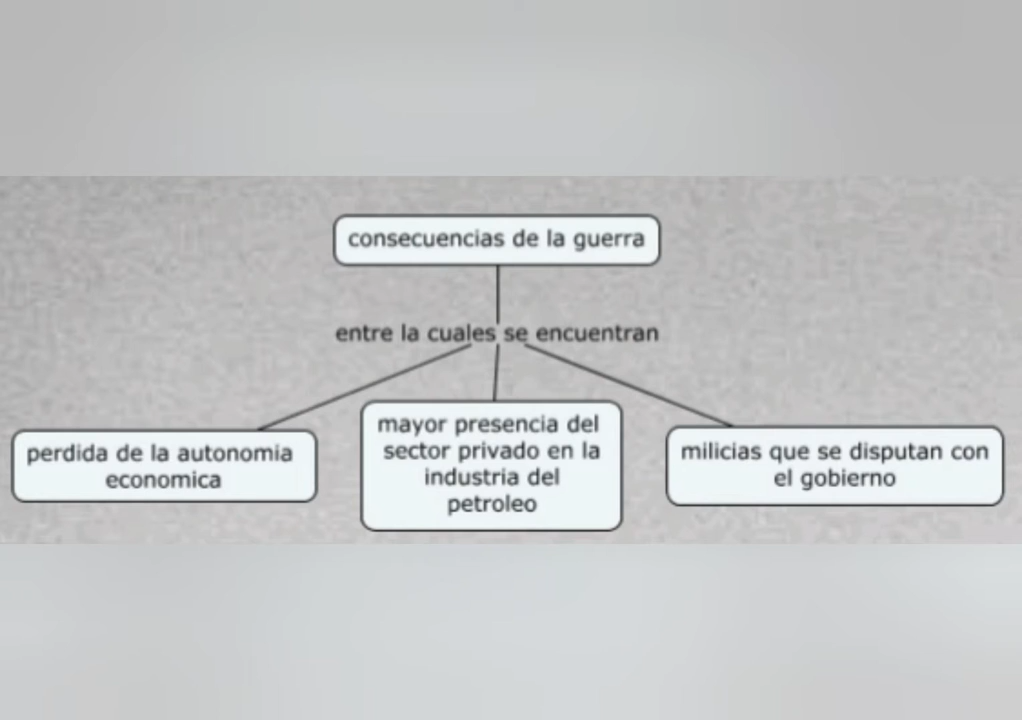 consecuencias de la guerra
entre la cuales se encuentran
perdida de la autonomia
economica
mayor presencia del
sector privado en la
industria del
petroleo
milicias que se disputan con
el gobierno